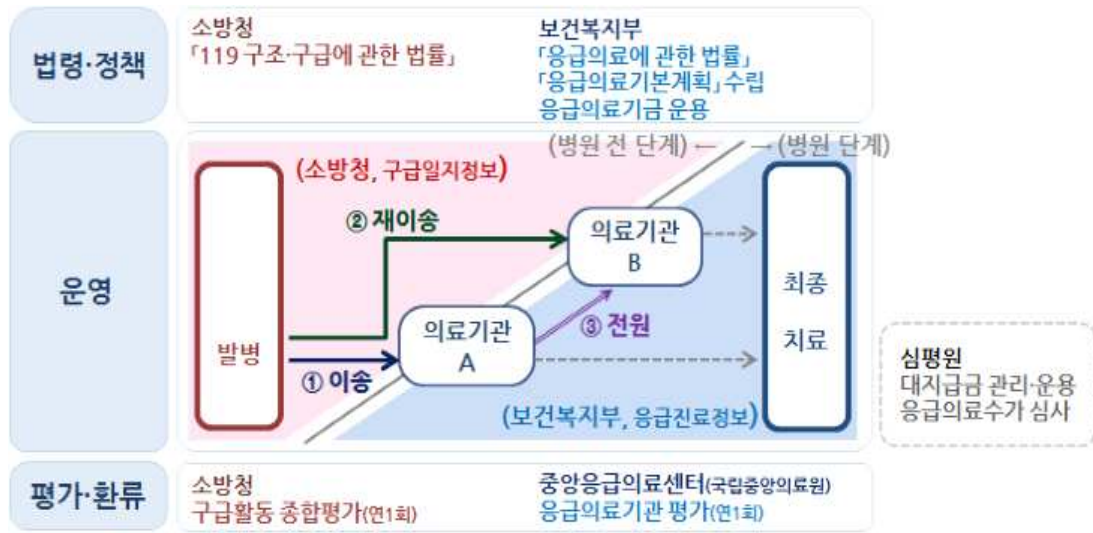 법령·정책
소방청
「119 구조·구급에 관한 법률」
보건복지부
「응급의료에 관한 법률」
「응급의료기본계획」 수립
응급의료기금 운용
운영
(병원 전 단계) ← → (병원 단계)
(소방청, 구급일지정보)
② 재이송
의료기관
B
발병
① 이송
의료기관
A
③ 전원
최종
치료
(보건복지부, 응급진료정보)
심평원
대지급금 관리·운용
응급의료수가 심사
평가·환류
소방청
구급활동 종합평가(연1회)
중앙응급의료센터(국립중앙의료원)
응급의료기관 평가(연1회)